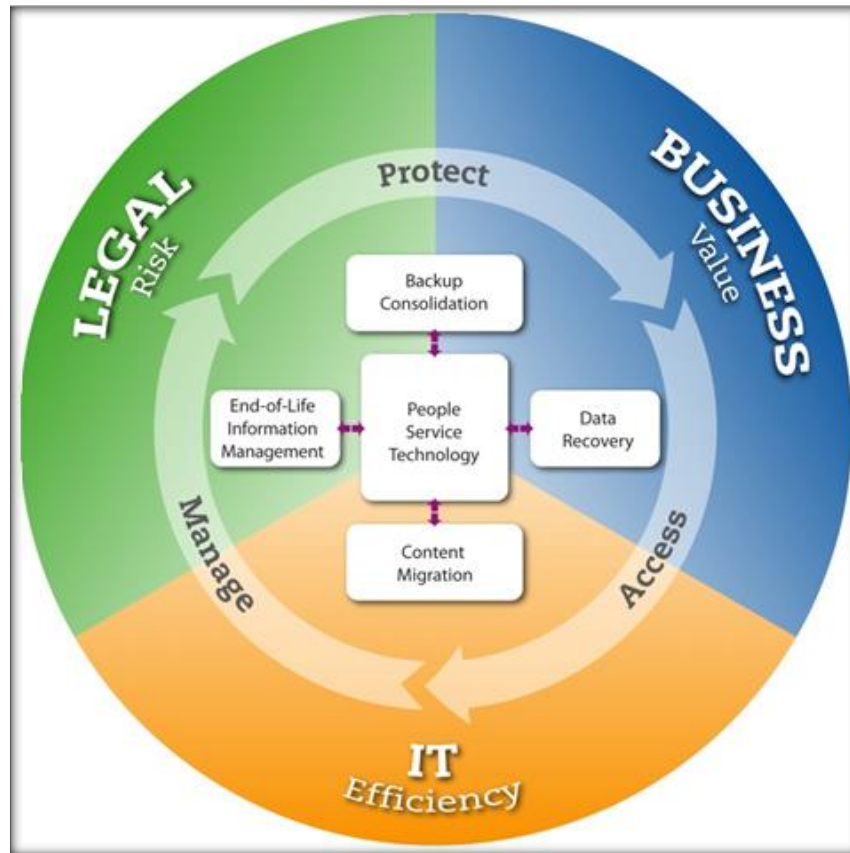 LEGAL
Risk
BUSINESS
Value
Protect
Backup
Consolidation
End-of-Life
Information
Management
People
Service
Technology
Data
Recovery
Content
Migration
Manage
Access
IT
Efficiency